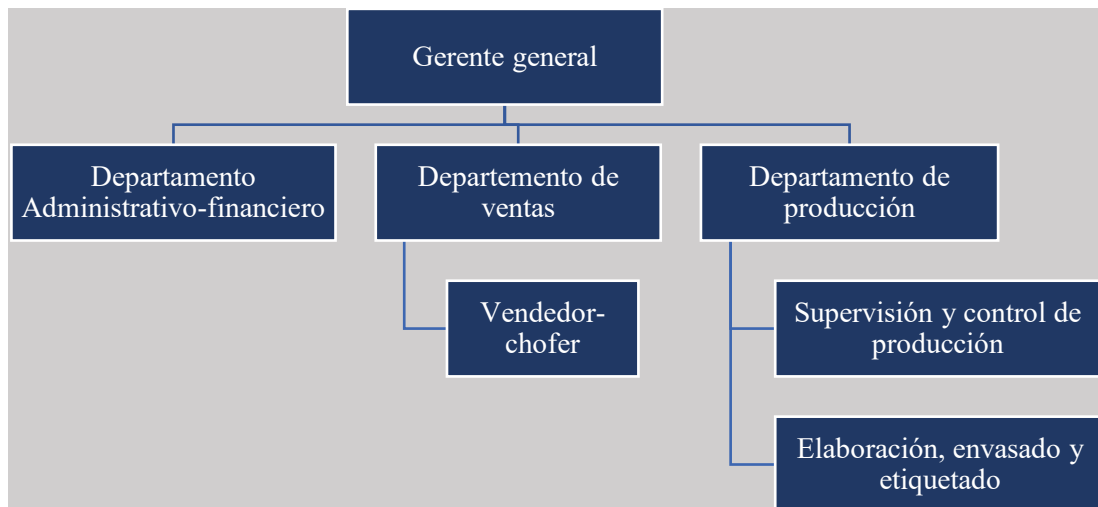 Gerente general
Departamento
Administrativo-financiero
Departemento de
ventas
Departamento de
producción
Vendedor-
chofer
Supervisión y control de
producción
Elaboración, envasado y
etiquetado